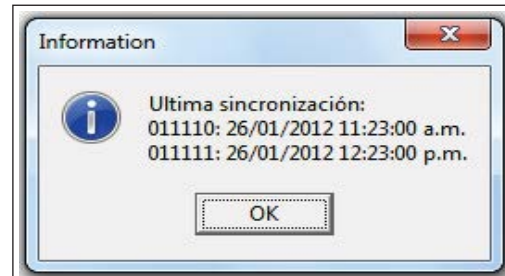 Information
Ultima sincronización:
011110: 26/01/2012 11:23:00 a.m.
011111: 26/01/2012 12:23:00 p.m.
OK